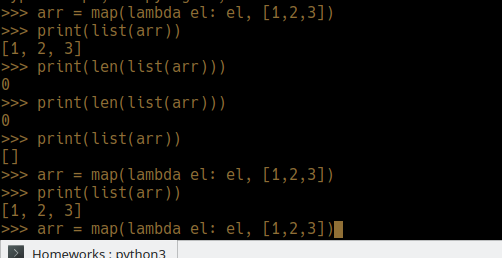 >>> arr = map(lambda el: el, [1,2,3])
>>> print(list(arr))
[1, 2, 3]
>>> print(len(list(arr)))
0
>>> print(len(list(arr)))
0
>>> print(list(arr))
[]
>>> arr = map(lambda el: el, [1,2,3])
>>> print(list(arr))
[1, 2, 3]
>>> arr = map(lambda el: el, [1,2,3])
Homeworks : python3